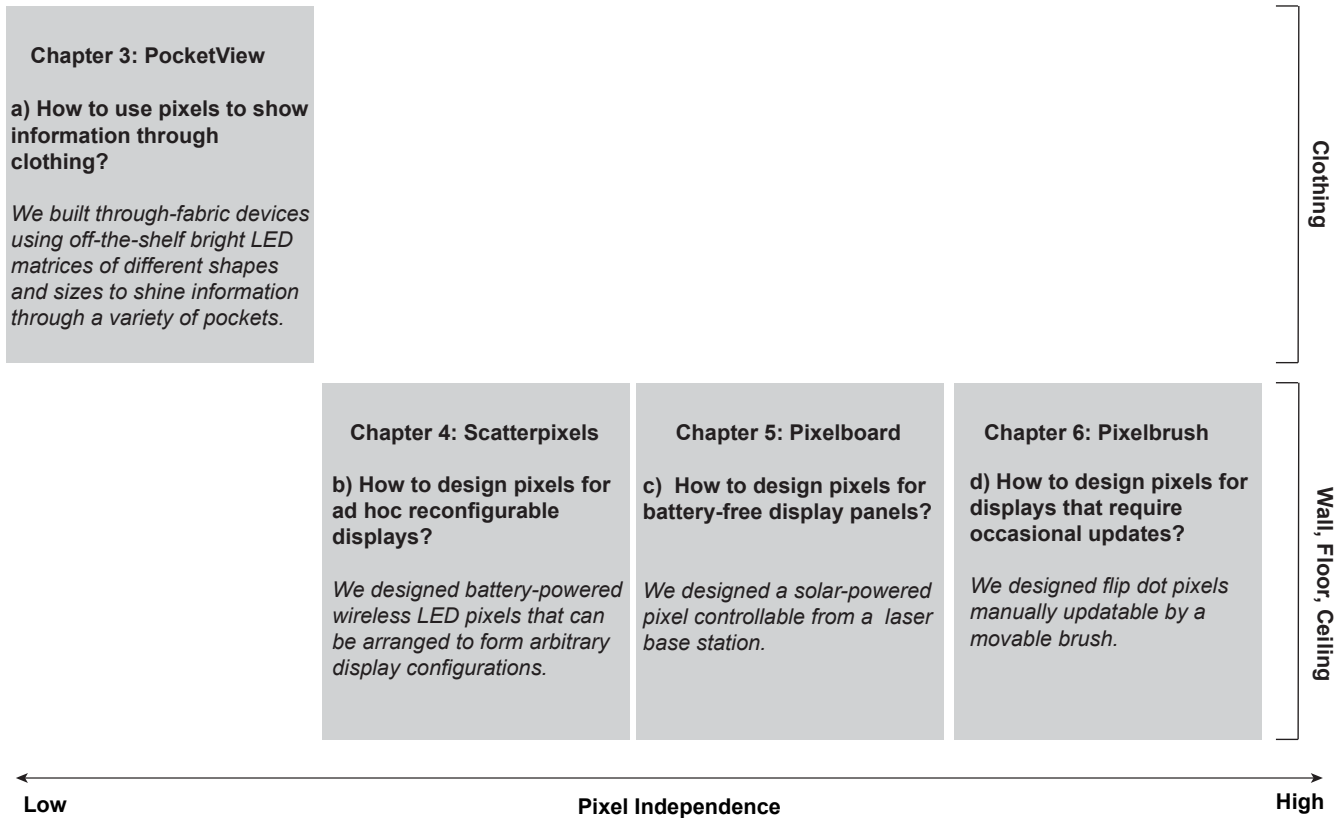 Chapter 3: PocketView
a) How to use pixels to show
information through
clothing?
We built through-fabric devices
using off-the-shelf bright LED
matrices of different shapes
and sizes to shine information
through a variety of pockets.
Clothing
Chapter 4: Scatterpixels
b) How to design pixels for
ad hoc reconfigurable
displays?
We designed battery-powered
wireless LED pixels that can
be arranged to form arbitrary
display configurations.
Chapter 5: Pixelboard
c) How to design pixels for
battery-free display panels?
We designed a solar-powered
pixel controllable from a laser
base station.
Chapter 6: Pixelbrush
d) How to design pixels for
displays that require
occasional updates?
We designed flip dot pixels
manually updatable by a
movable brush.
Wall, Floor, Ceiling
Low
Pixel Independence
High